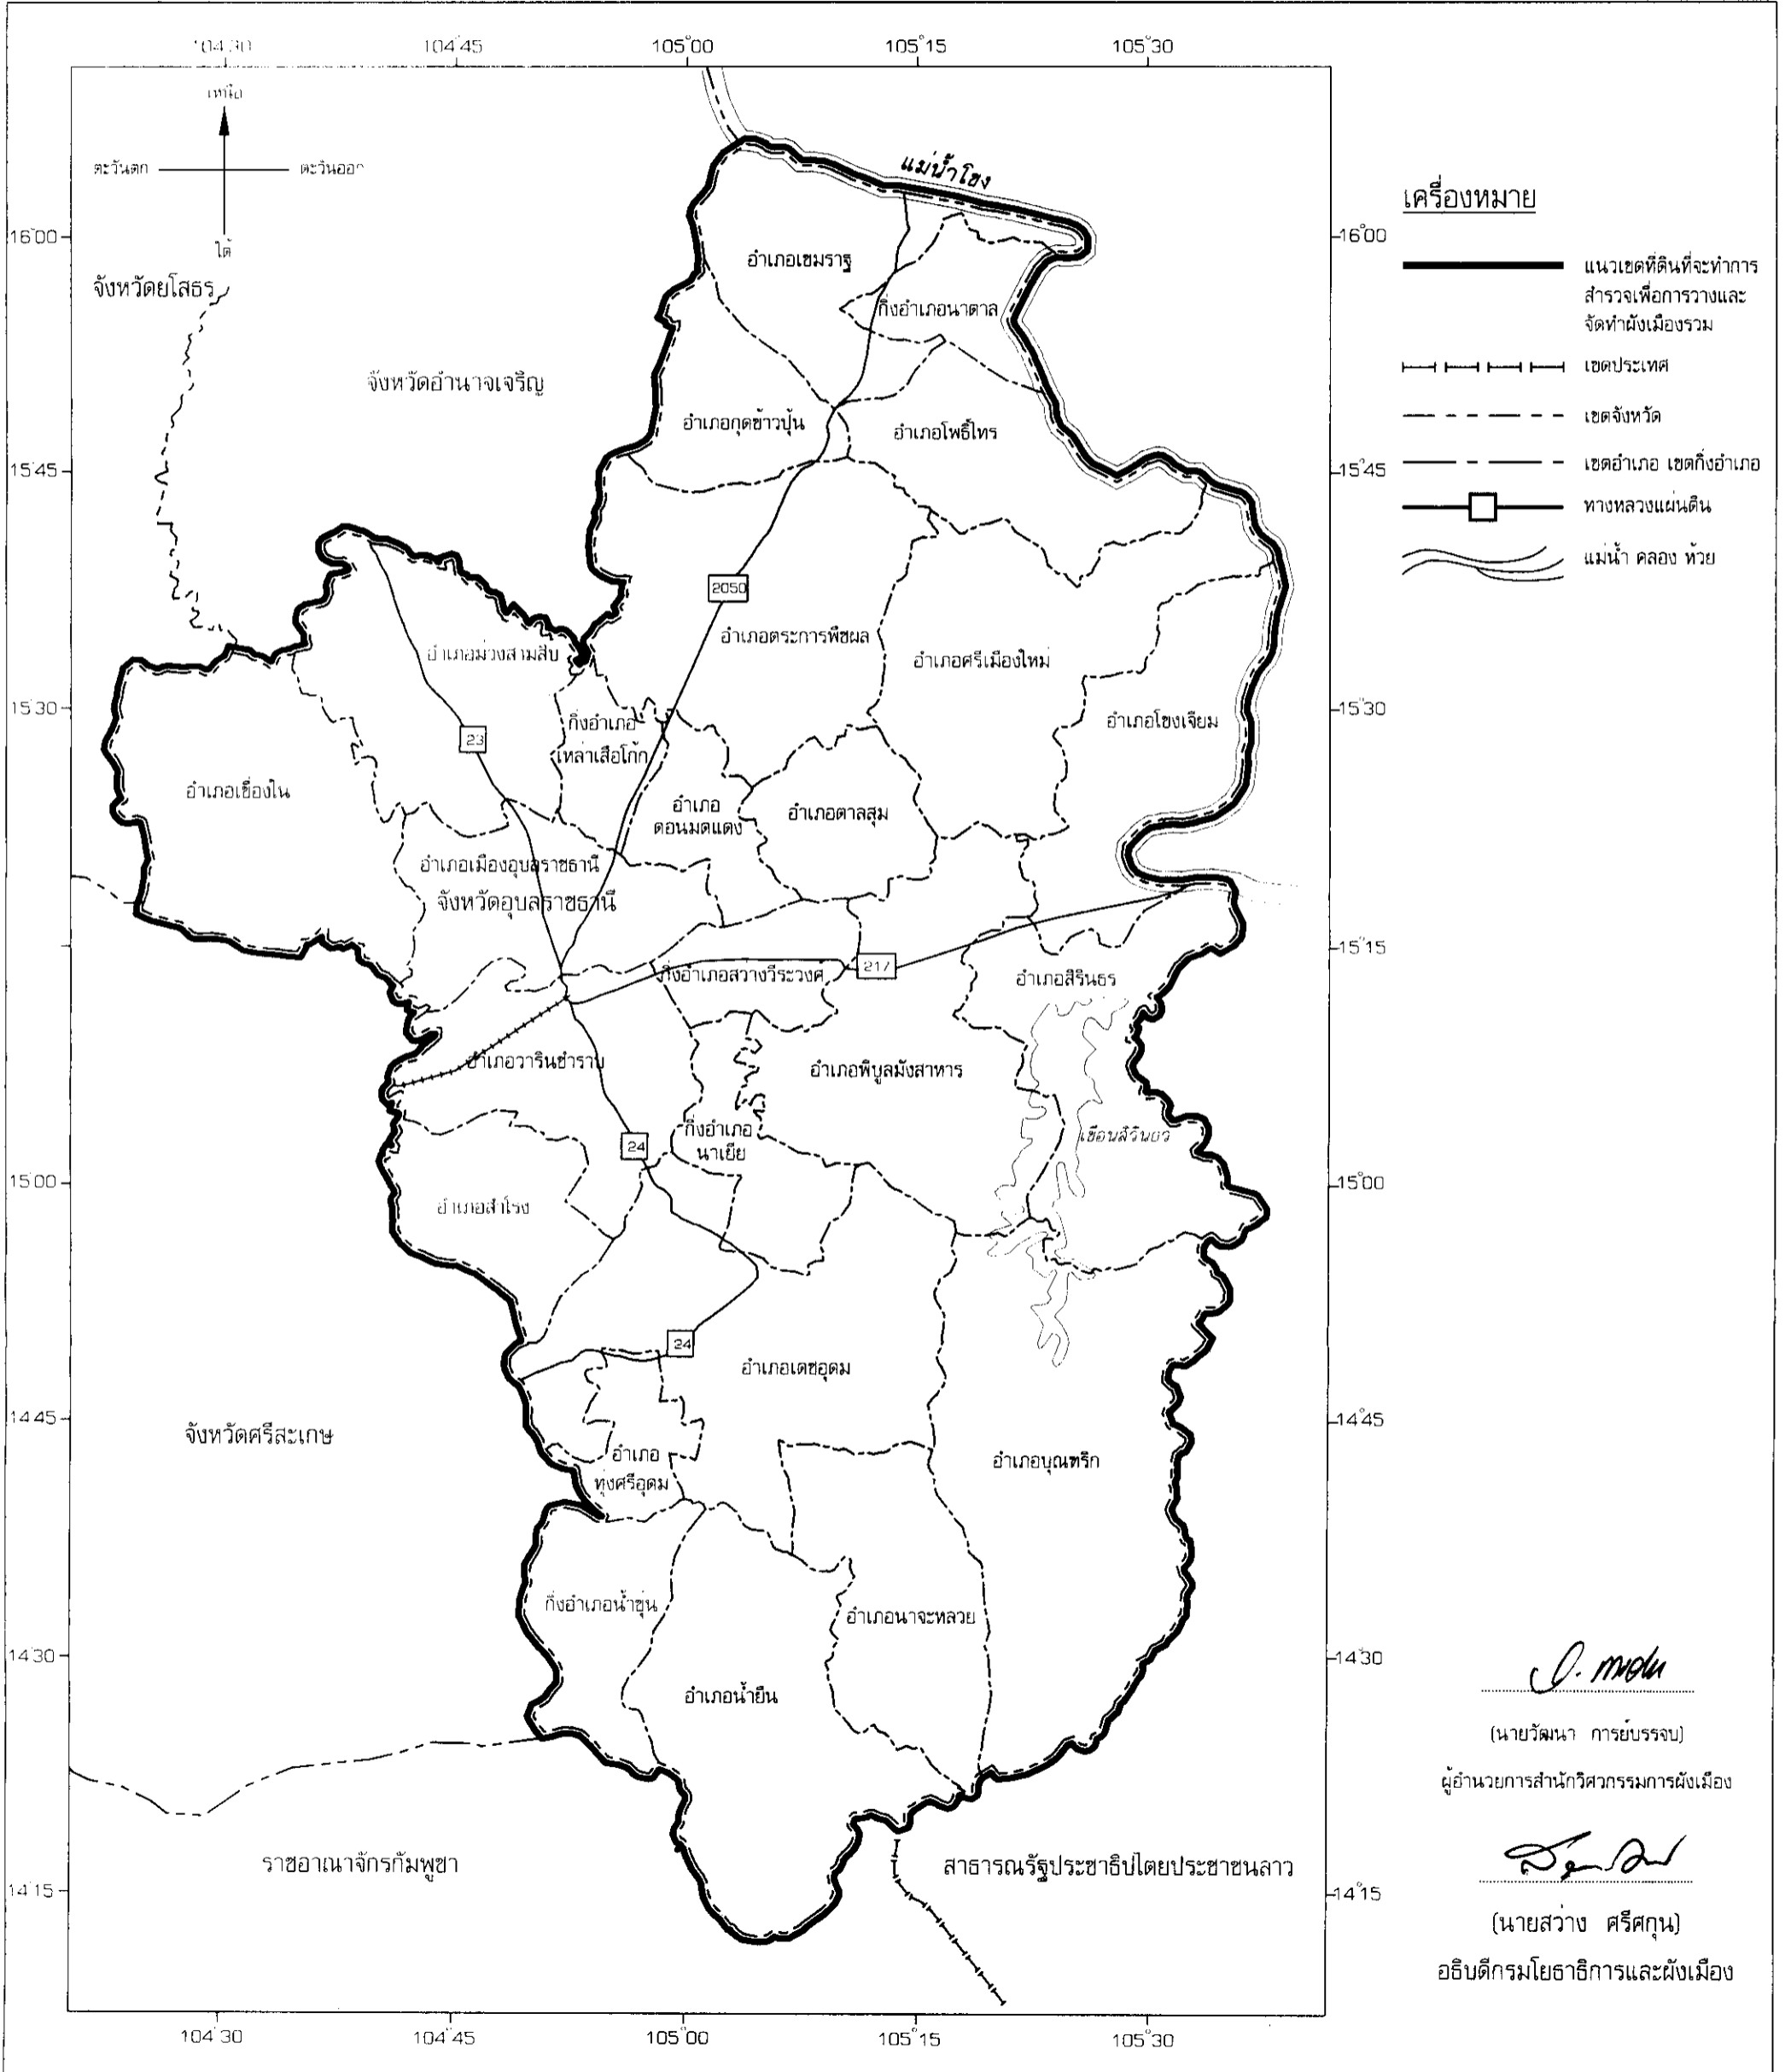 104°30
104°45
105°00
105°15
105°30
เหนือ
ตะวันตก
ตะวันออก
ใต้
แม่น้ำโขง
เครื่องหมาย
แนวเขตที่ดินที่จะทำการ
สำรวจเพื่อการวางและ
จัดทำผังเมืองรวม
เขตประเทศ
เขตจังหวัด
เขตอำเภอ เขตกิ่งอำเภอ
ทางหลวงแผ่นดิน
แม่น้ำ คลอง ห้วย
16°00
16°00
จังหวัดยโสธร
อำเภอเขมราฐ
กิ่งอำเภอนาตาล
จังหวัดอำนาจเจริญ
อำเภอกุดข้าวปุ้น
อำเภอโพธิ์ไทร
15°45
15°45
2050
อำเภอตระการพืชผล
อำเภอม่วงสามสิบ
อำเภอศรีเมืองใหม่
15°30
15°30
กิ่งอำเภอ
เหล่าเสือโก้ก
อำเภอโขงเจียม
23
อำเภอเขื่องใน
อำเภอ
ดอนมดแดง
อำเภอตาลสุม
อำเภอเมืองอุบลราชธานี
จังหวัดอุบลราชธานี
15°15
กิ่งอำเภอสว่างวีระวงศ์
217
อำเภอสิรินธร
อำเภอวารินชำราบ
อำเภอพิบูลมังสาหาร
กิ่งอำเภอ
นาเยีย
24
เขื่อนสิรินธร
15°00
15°00
อำเภอสำโรง
24
อำเภอเดชอุดม
14°45
14°45
จังหวัดศรีสะเกษ
อำเภอ
ทุ่งศรีอุดม
อำเภอบุณฑริก
กิ่งอำเภอน้ำขุ่น
อำเภอนาจะหลวย
14°30
14°30
อำเภอน้ำยืน
(นายวัฒนา การย์บรรจบ)
ผู้อำนวยการสำนักวิศวกรรมการผังเมือง
ราชอาณาจักรกัมพูชา
สาธารณรัฐประชาธิปไตยประชาชนลาว
14°15
14°15
(นายสว่าง ศรีศกุน)
อธิบดีกรมโยธาธิการและผังเมือง
104°30
104°45
105°00
105°15
105°30